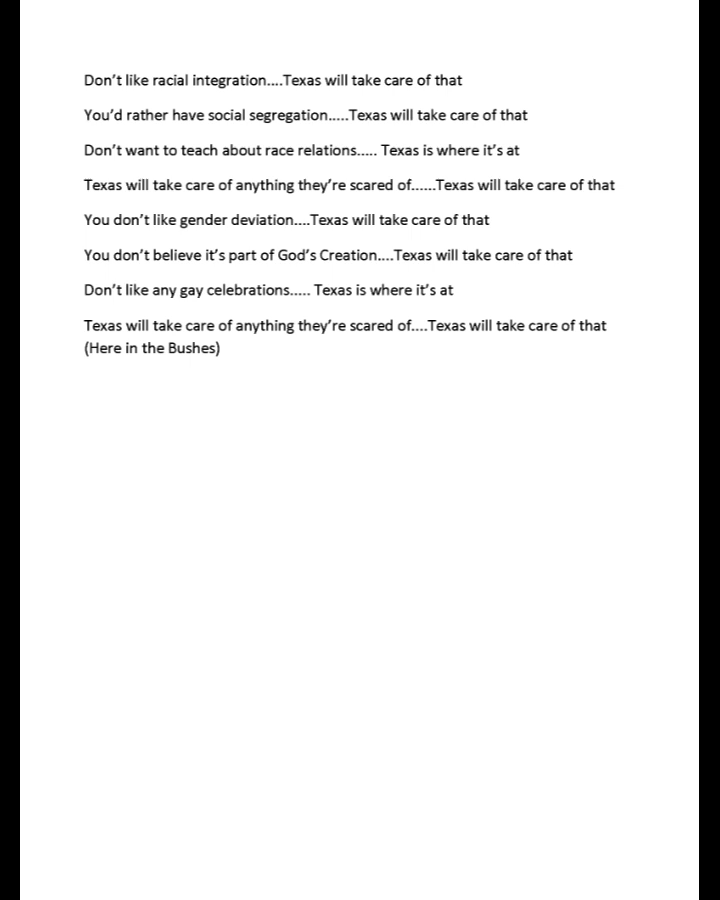 Don’t like racial integration....Texas will take care of that
You’d rather have social segregation.....Texas will take care of that
Don’t want to teach about race relations..... Texas is where it’s at
Texas will take care of anything they’re scared of......Texas will take care of that
You don’t like gender deviation....Texas will take care of that
You don’t believe it’s part of God’s Creation....Texas will take care of that
Don’t like any gay celebrations..... Texas is where it’s at
Texas will take care of anything they’re scared of....Texas will take care of that
(Here in the Bushes)